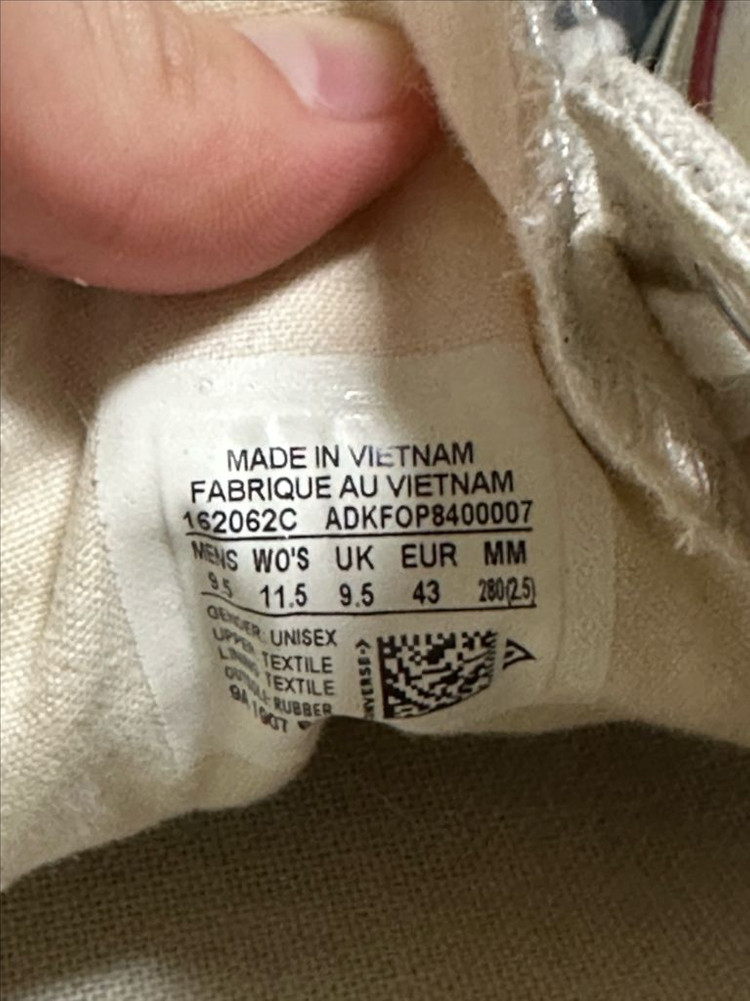 MADE IN VIETNAM
FABRIQUE AU VIETNAM
162062C ADKFOP8400007
MENS WO'S UK EUR MM
9.5 11.5 9.5 43 280(2.5)
GENDER: UNISEX
UPPER: TEXTILE
LINING: TEXTILE
OUTSOLE: RUBBER
CONVERSE